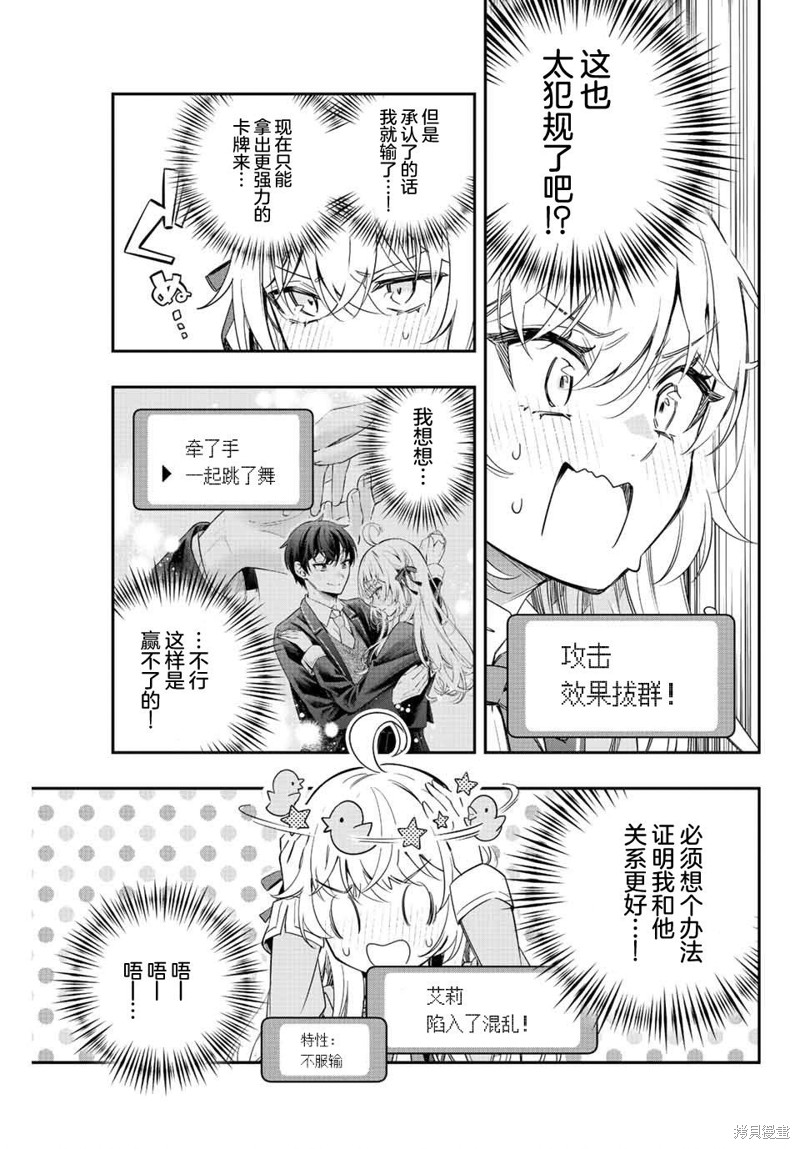 这也
太犯规了吧!?
攻击
效果拔群!
但是
承认了的话
我就输了…!
现在只能
拿出更强力的
卡牌来…
ぐぬ…
我想想…
牵了手
▶ 一起跳了舞
…不行
这样是
赢不了的!
必须想个办法
证明我和他
关系更好…!
艾莉
陷入了混乱!
特性:
不服输
唔唔唔
ーー…
拷貝漫畫